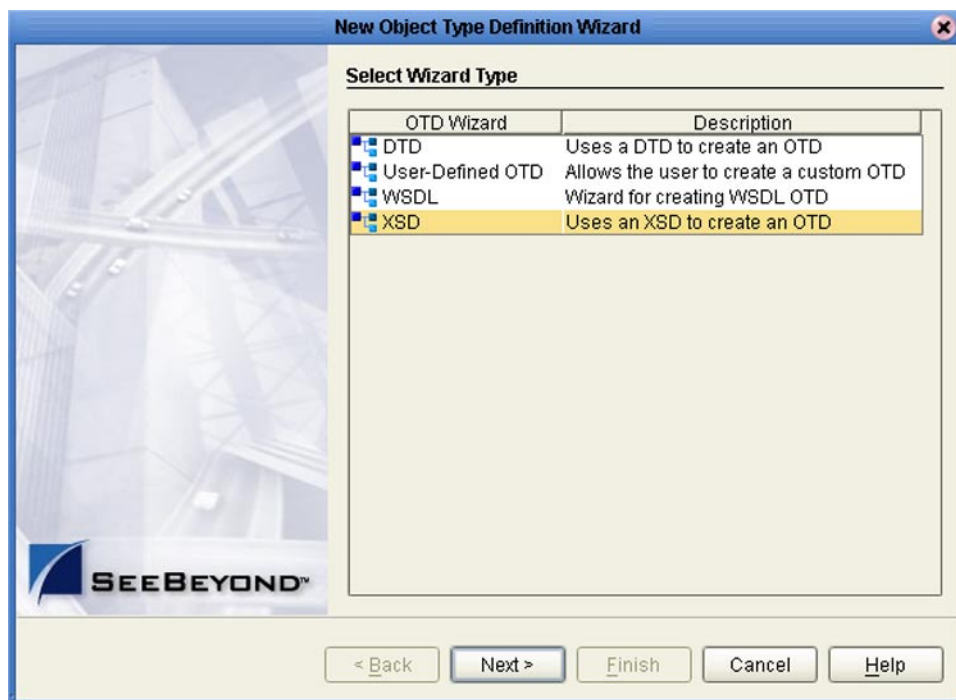 New Object Type Definition Wizard
Select Wizard Type
OTD Wizard Description
DTD Uses a DTD to create an OTD
User-Defined OTD Allows the user to create a custom OTD
WSDL Wizard for creating WSDL OTD
XSD Uses an XSD to create an OTD
SEEBEYOND™
< Back Next > Finish Cancel Help